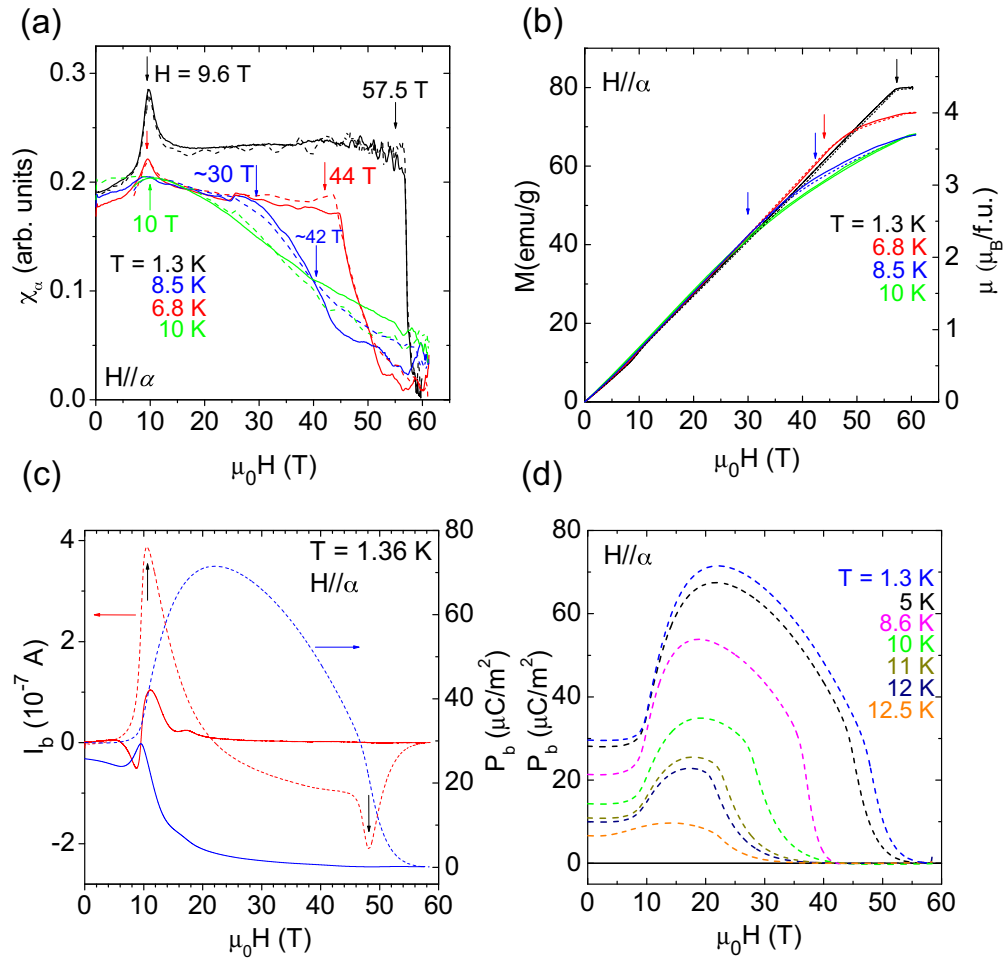 (a)
χα (arb. units)
0.3
0.2
0.1
0.0
H = 9.6 T
57.5 T
~30 T
44 T
10 T
~42 T
T = 1.3 K
8.5 K
6.8 K
10 K
H//α
0 10 20 30 40 50 60
μ0H (T)
(b)
M(emu/g)
80
60
40
20
0
H//α
T = 1.3 K
6.8 K
8.5 K
10 K
4
3
2
1
0
μ (μB/f.u.)
0 10 20 30 40 50 60
μ0H (T)
(c)
Ib (10-7 A)
4
2
0
-2
T = 1.36 K
H//α
80
60
40
20
0
Pb (μC/m2)
0 10 20 30 40 50 60
μ0H (T)
(d)
Pb (μC/m2)
80
60
40
20
0
H//α
T = 1.3 K
5 K
8.6 K
10 K
11 K
12 K
12.5 K
0 10 20 30 40 50 60
μ0H (T)